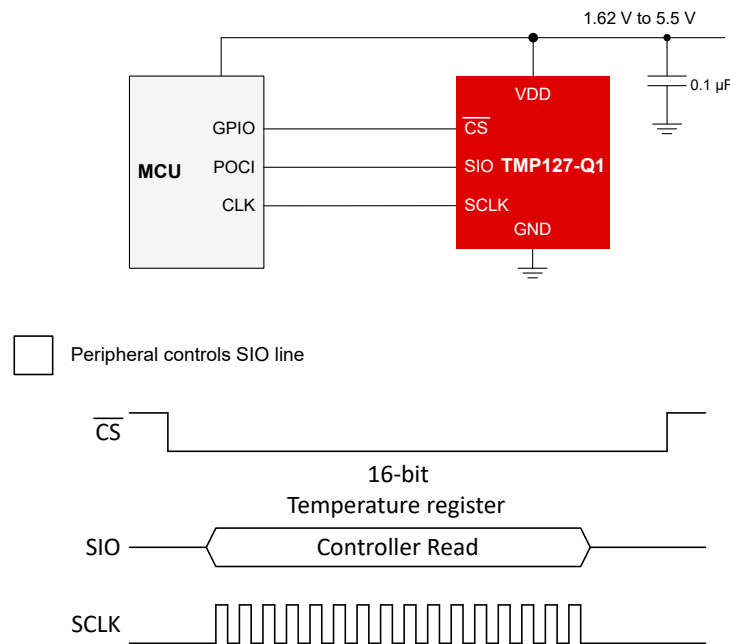 1.62 V to 5.5 V
0.1 µF
VDD
GPIO
CS
MCU
POCI
SIO TMP127-Q1
CLK
SCLK
GND
Peripheral controls SIO line
CS
16-bit
Temperature register
SIO
Controller Read
SCLK